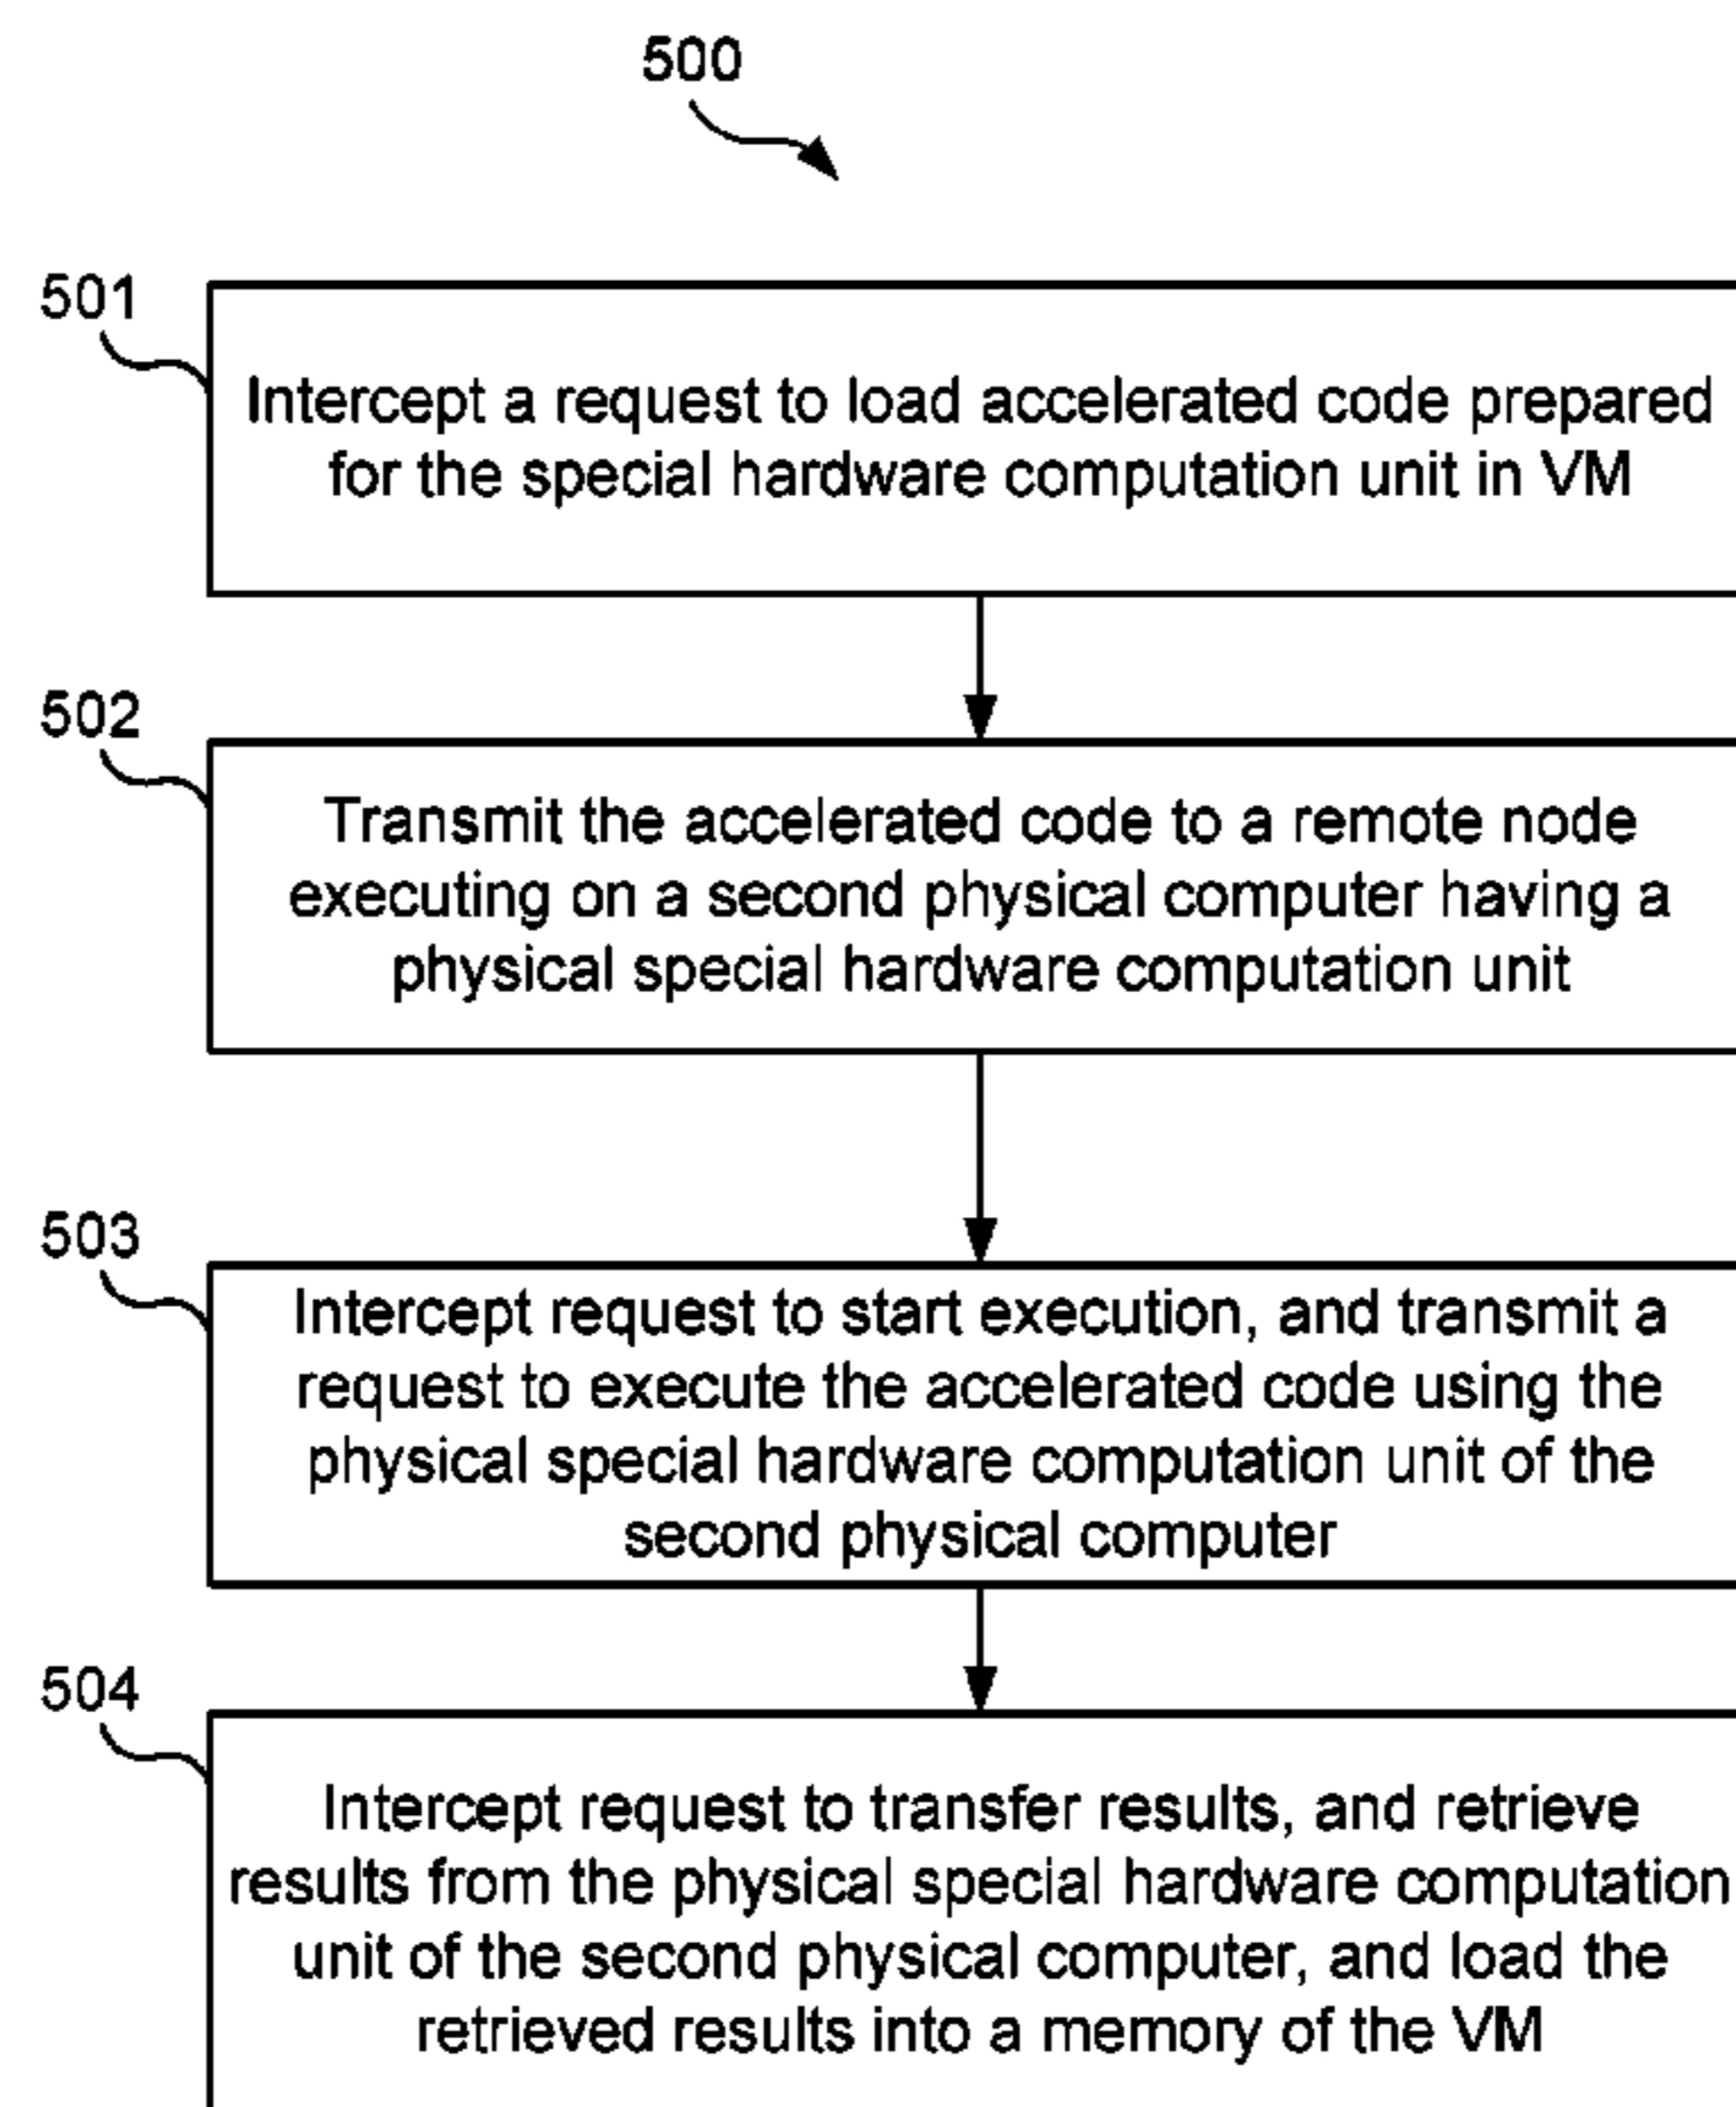 500
501
Intercept a request to load accelerated code prepared
for the special hardware computation unit in VM
502
Transmit the accelerated code to a remote node
executing on a second physical computer having a
physical special hardware computation unit
503
Intercept request to start execution, and transmit a
request to execute the accelerated code using the
physical special hardware computation unit of the
second physical computer
504
Intercept request to transfer results, and retrieve
results from the physical special hardware computation
unit of the second physical computer, and load the
retrieved results into a memory of the VM